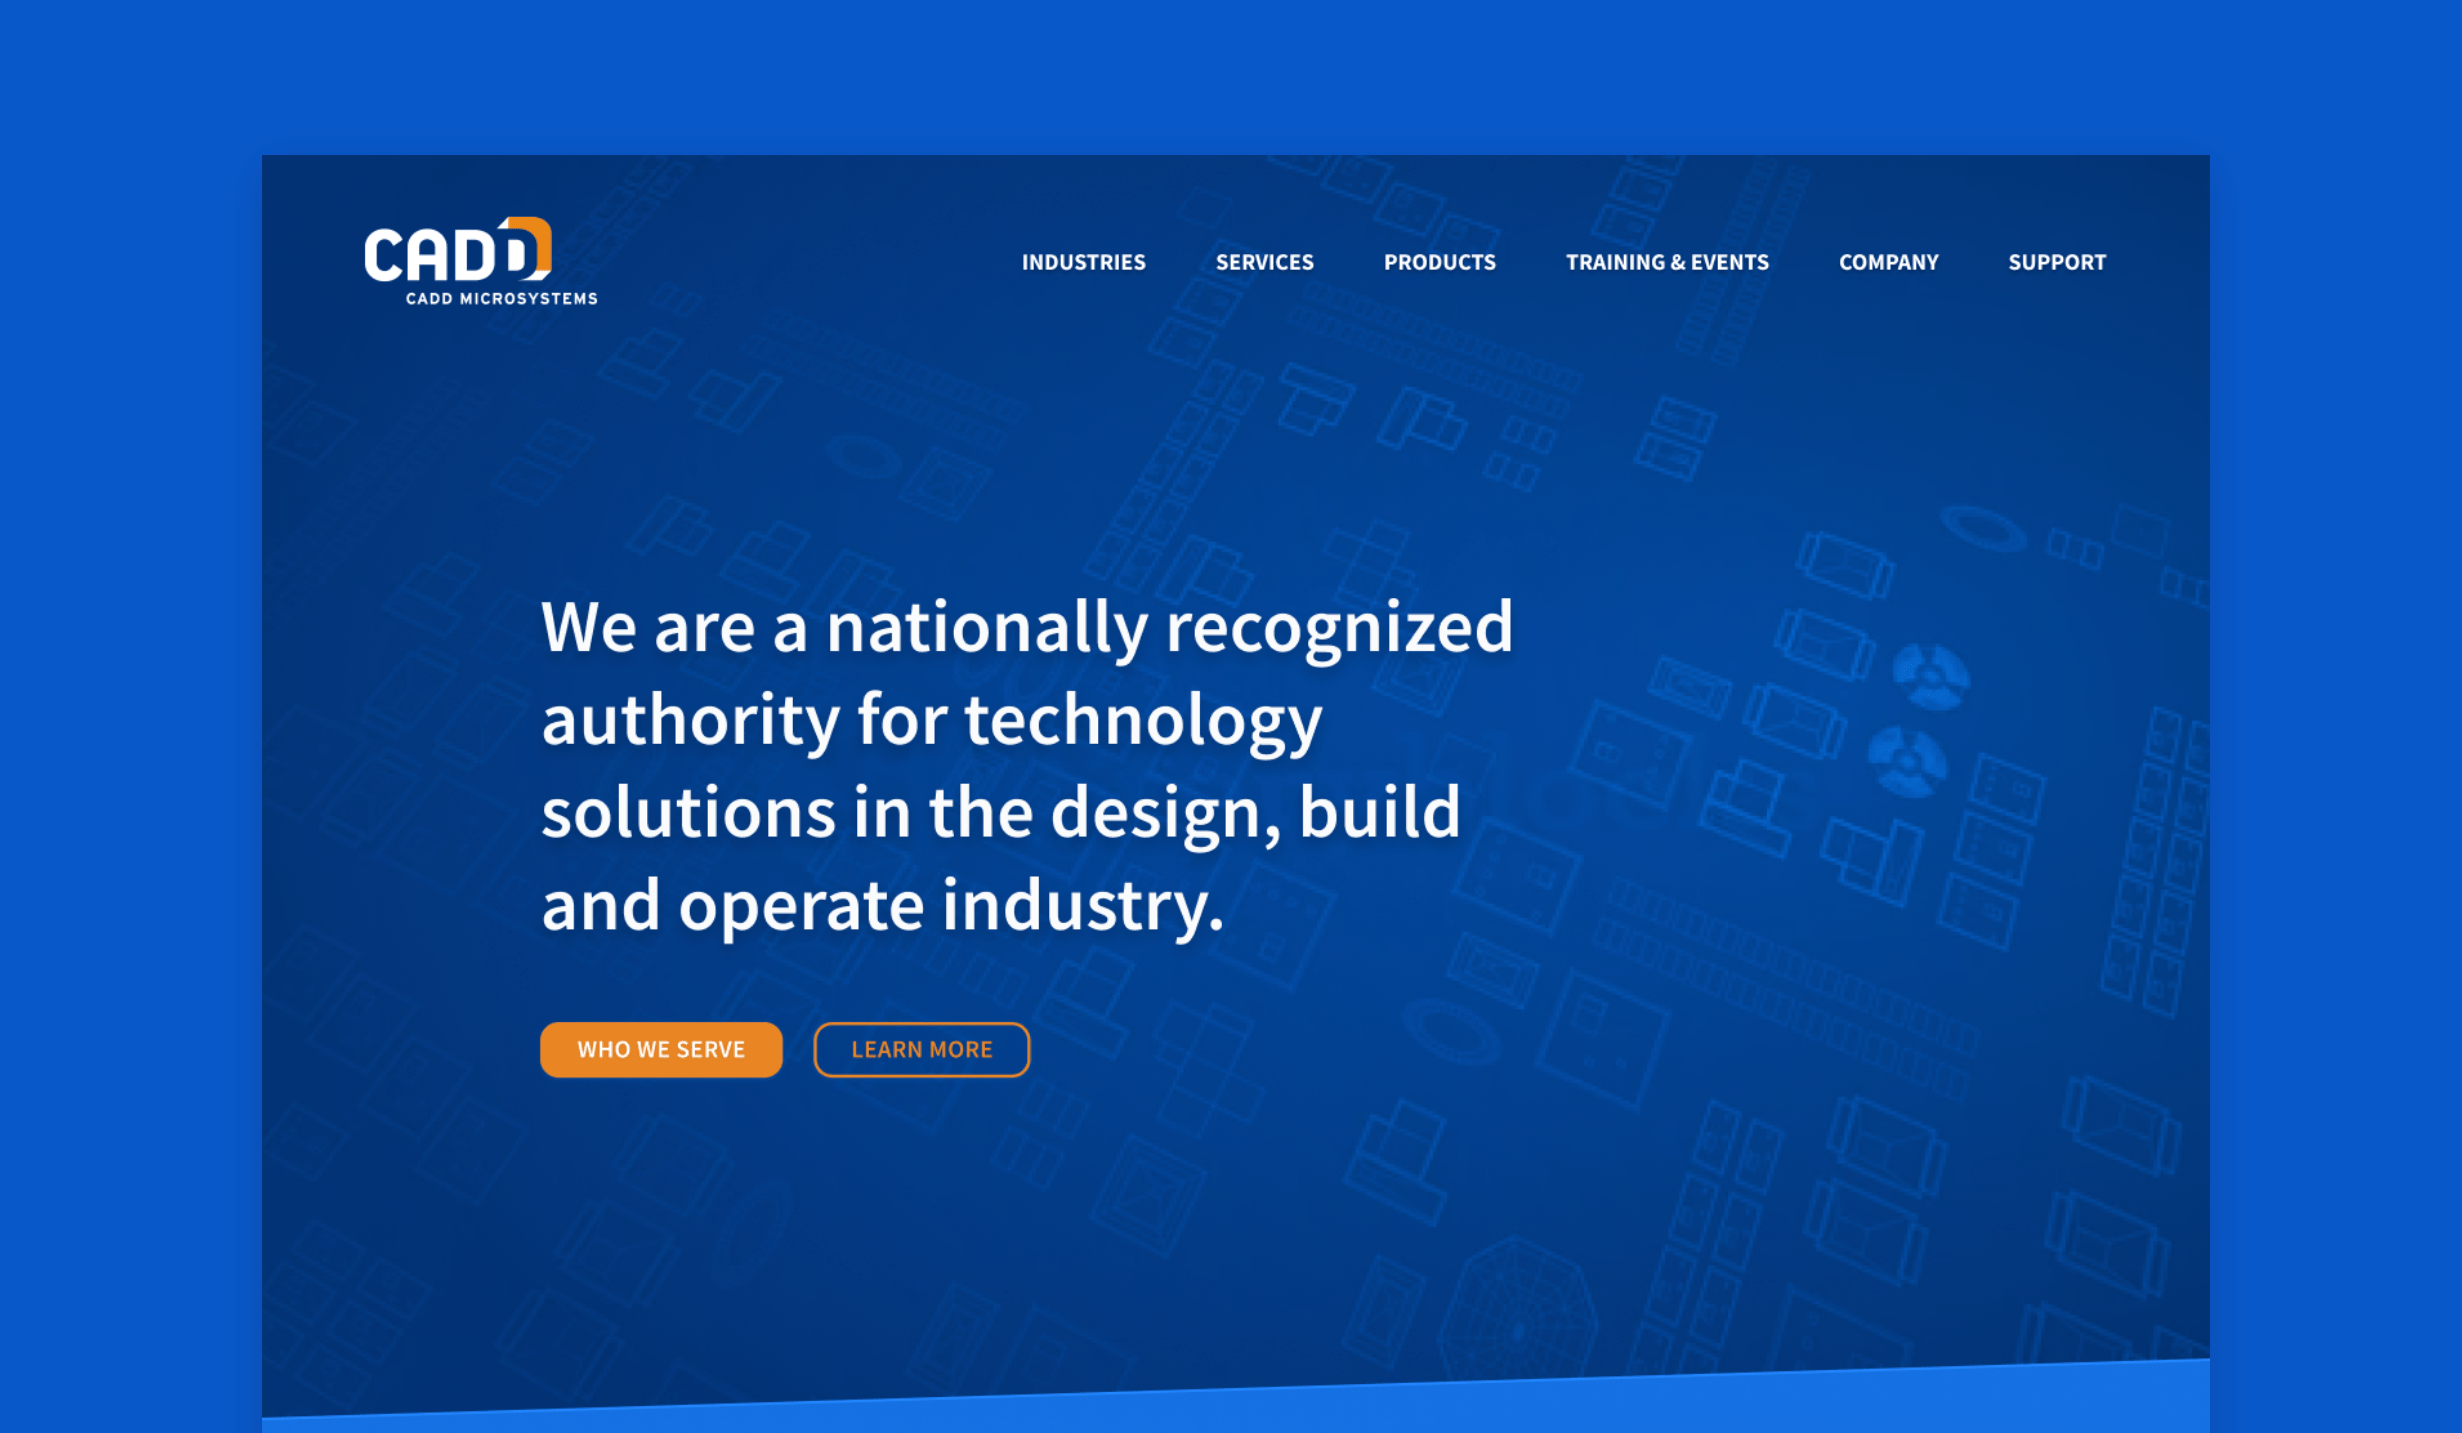 CADD
CADD MICROSYSTEMS
INDUSTRIES SERVICES PRODUCTS TRAINING & EVENTS COMPANY SUPPORT
We are a nationally recognized
authority for technology
solutions in the design, build
and operate industry.
WHO WE SERVE LEARN MORE